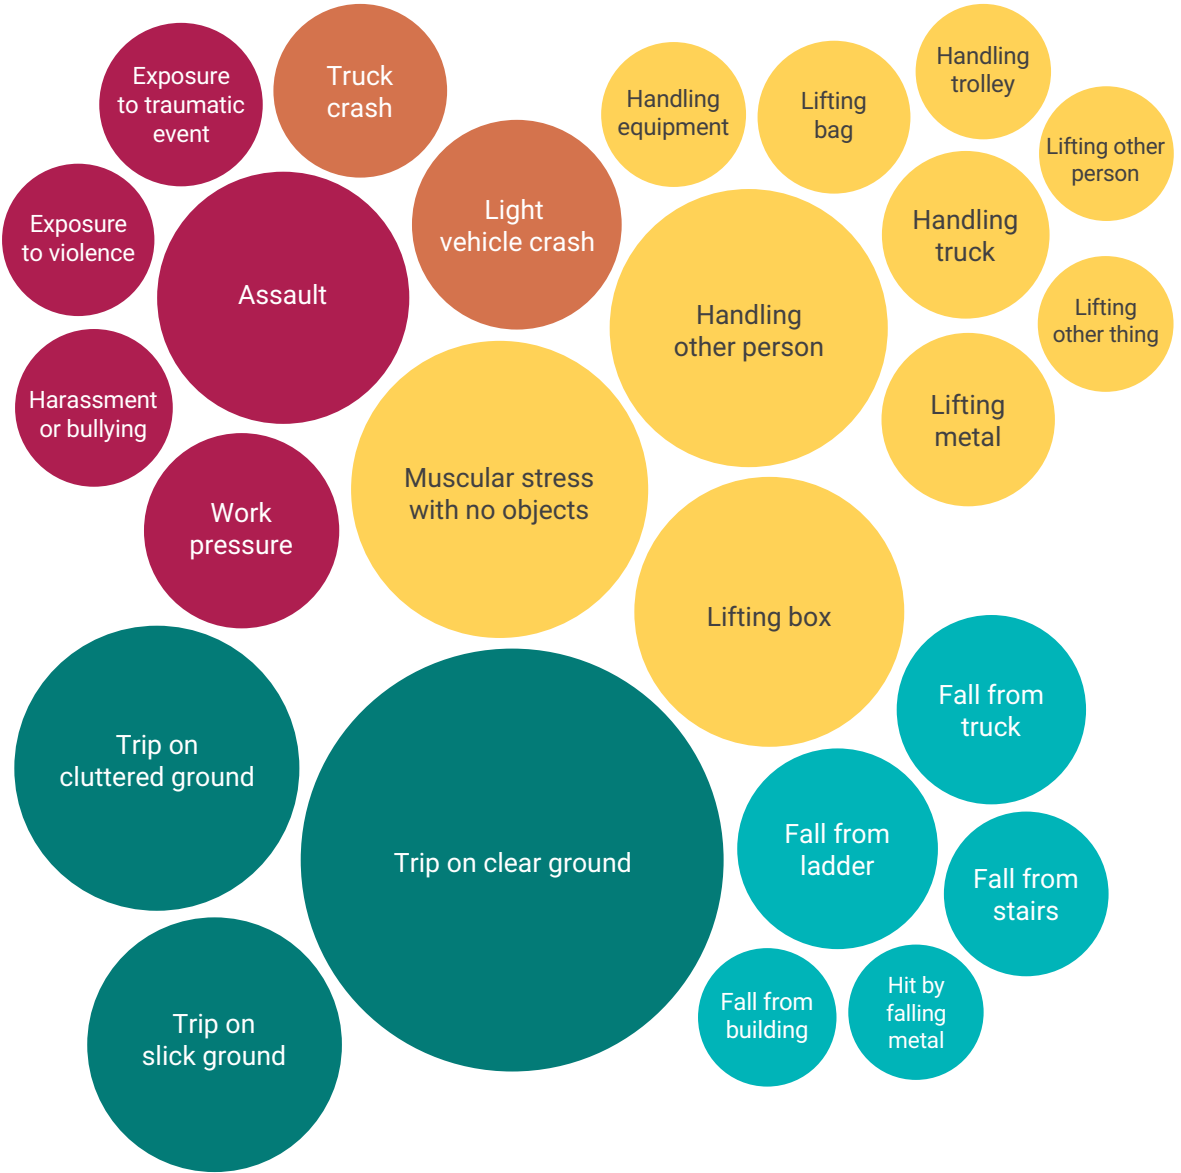 Exposure
to traumatic
event
Truck
crash
Handling
equipment
Lifting
bag
Handling
trolley
Lifting other
person
Exposure
to violence
Assault
Light
vehicle crash
Handling
other person
Handling
truck
Lifting
other thing
Harassment
or bullying
Work
pressure
Muscular stress
with no objects
Lifting
metal
Lifting box
Trip on
cluttered ground
Trip on clear ground
Fall from
truck
Fall from
ladder
Fall from
stairs
Trip on
slick ground
Fall from
building
Hit by
falling
metal